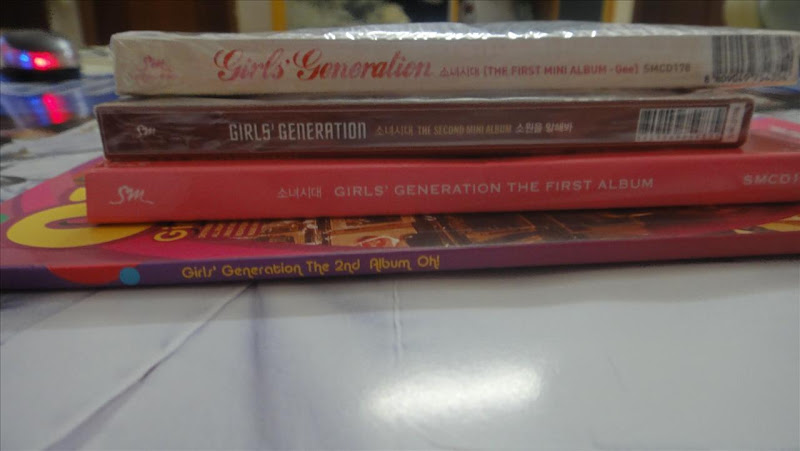 SM Girls' Generation 소녀시대 [THE FIRST MINI ALBUM - Gee] SMCD178
SM GIRLS' GENERATION 소녀시대 THE SECOND MINI ALBUM 소원을 말해봐
SM 소녀시대 GIRLS' GENERATION THE FIRST ALBUM SMCD1
Girls' Generation The 2nd Album Oh!